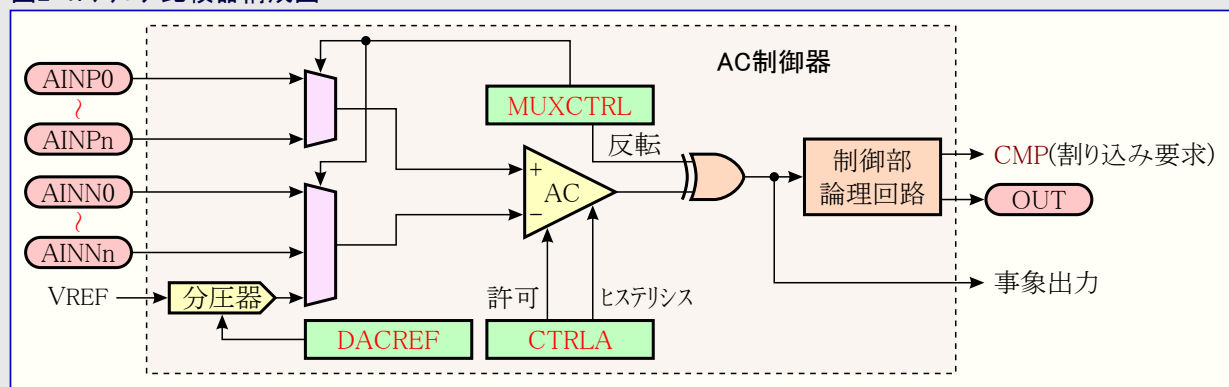 AC制御器
AINP0
~
AINPn
AINN0
~
AINNn
VREF
分圧器
DACREF
MUXCTRL
反転
+
AC
−
許可
ヒステリシス
CTRLA
制御部
論理回路
CMP(割り込み要求)
OUT
事象出力